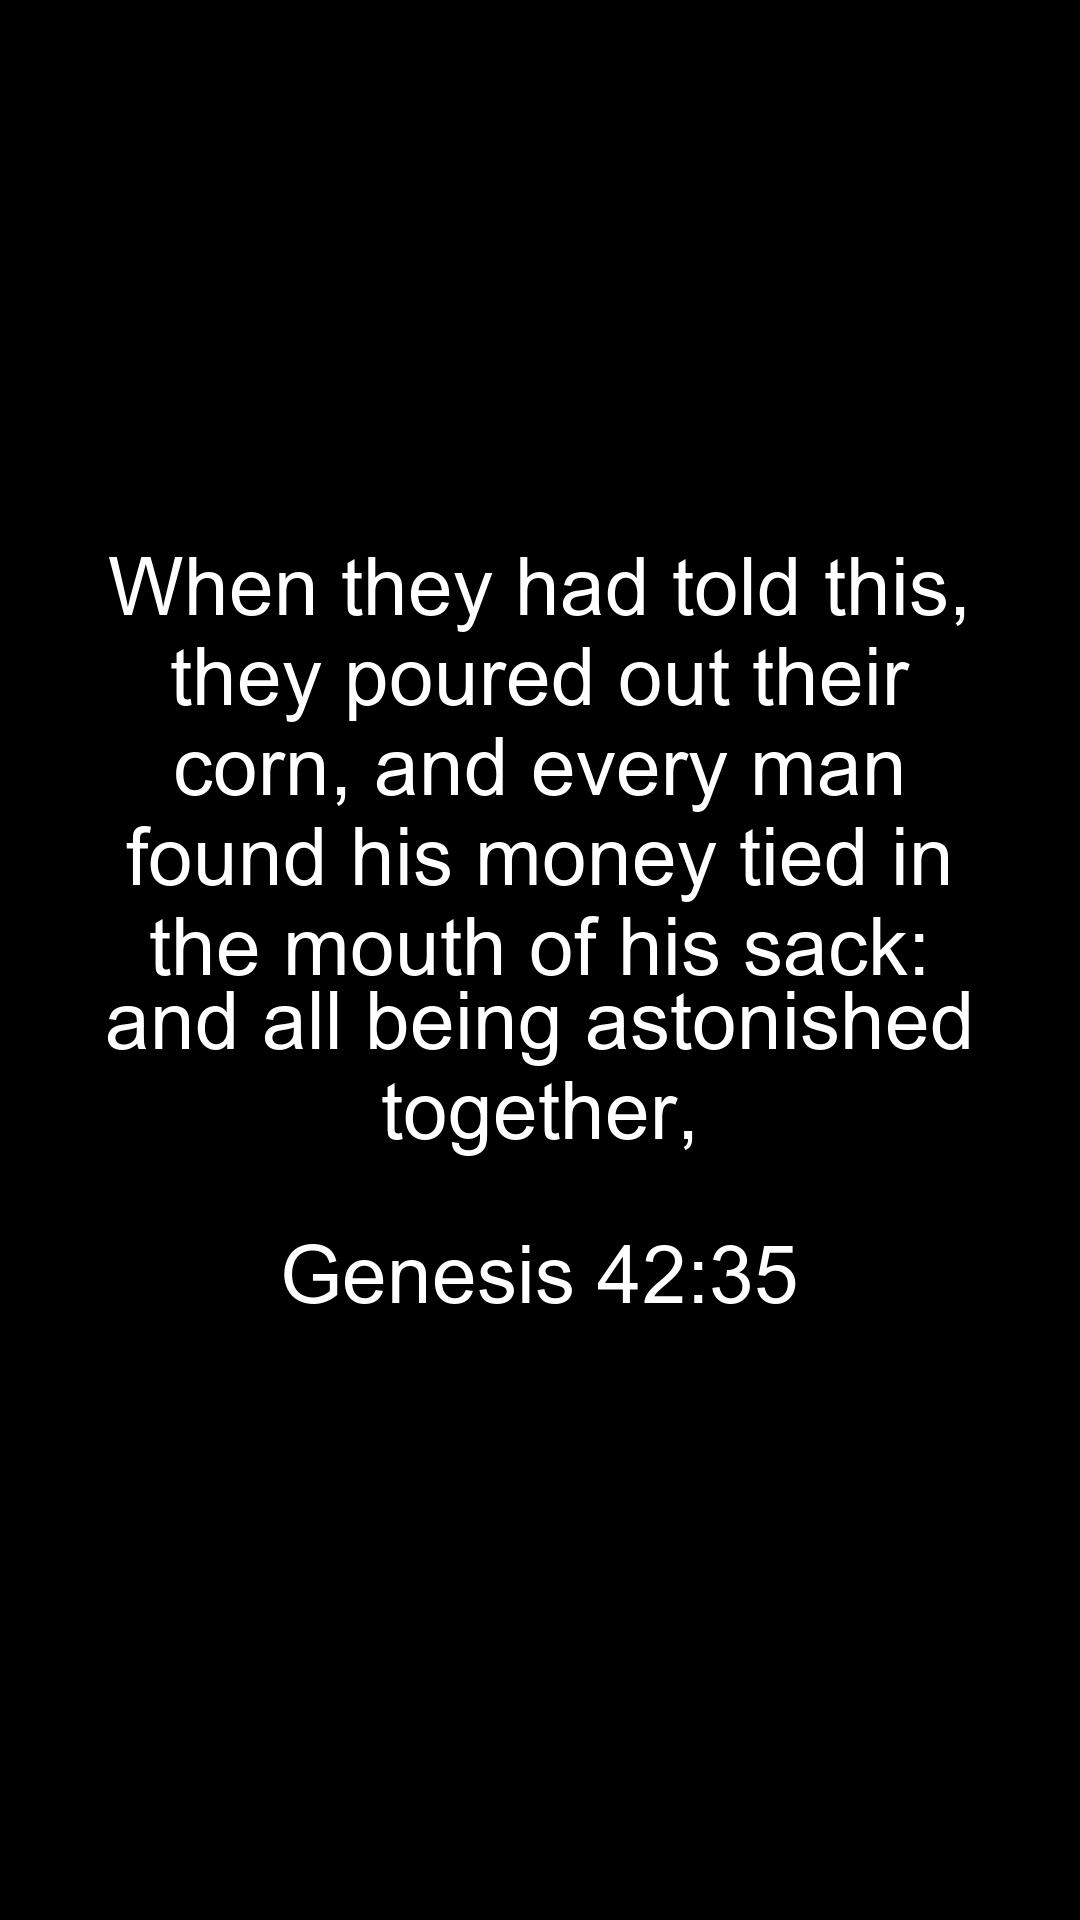 When they had told this,
they poured out their
corn, and every man
found his money tied in
the mouth of his sack:
and all being astonished
together,
Genesis 42:35